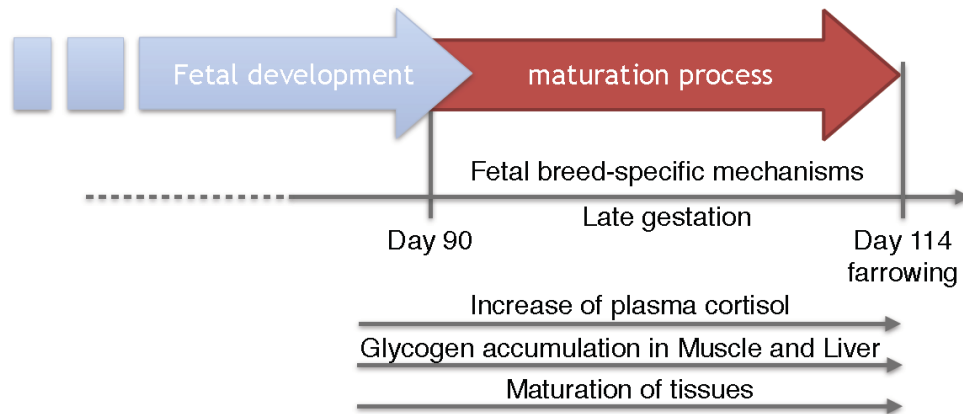 Fetal development
maturation process
Fetal breed-specific mechanisms
Late gestation
Day 90
Day 114
farrowing
Increase of plasma cortisol
Glycogen accumulation in Muscle and Liver
Maturation of tissues